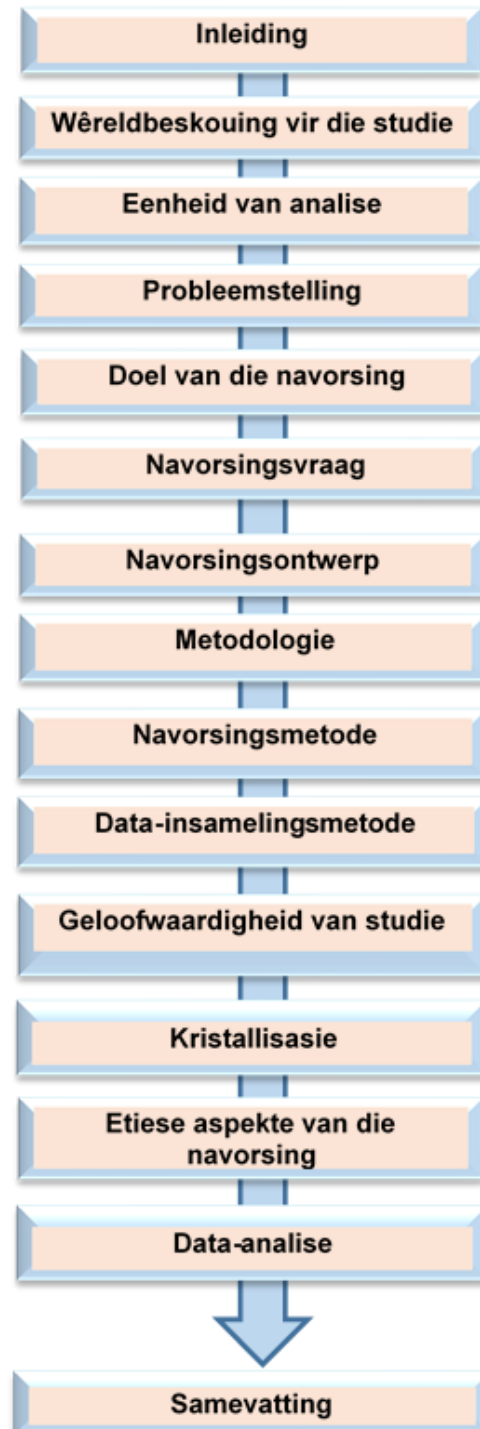 Inleiding
Wêreldbeskouing vir die studie
Eenheid van analise
Probleemstelling
Doel van die navorsing
Navorsingsvraag
Navorsingsontwerp
Metodologie
Navorsingsmetode
Data-insamelingsmetode
Geloofwaardigheid van studie
Kristallisasie
Etiese aspekte van die
navorsing
Data-analise
Samevatting